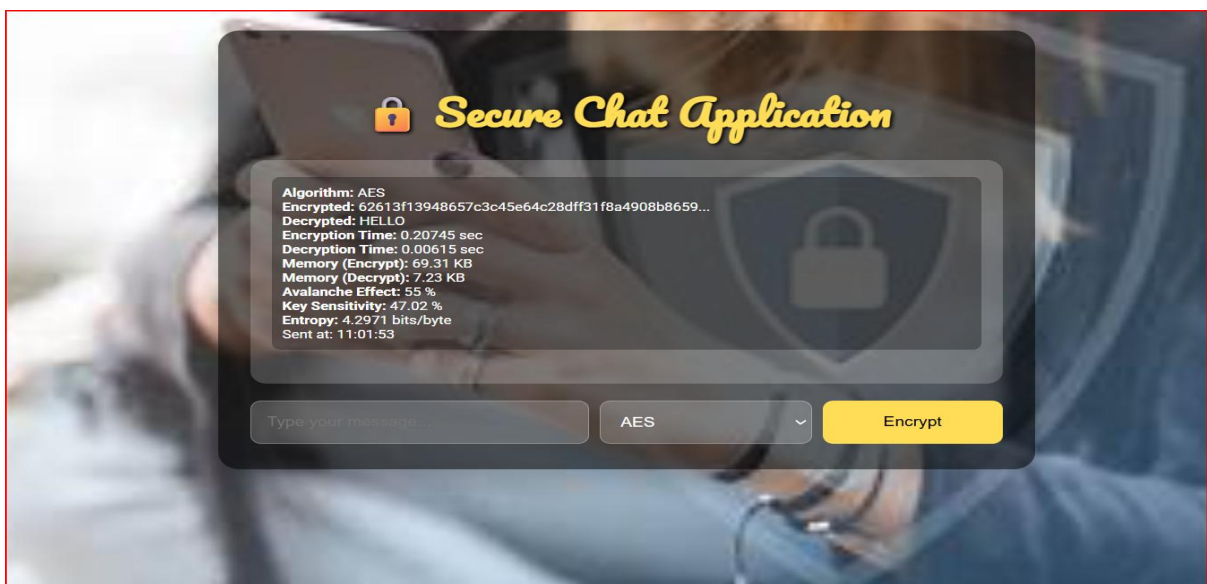 🔒 Secure Chat Application
Algorithm: AES
Encrypted: 62613f13948657c3c45e64c28dff31f8a4908b8659...
Decrypted: HELLO
Encryption Time: 0.20745 sec
Decryption Time: 0.00615 sec
Memory (Encrypt): 69.31 KB
Memory (Decrypt): 7.23 KB
Avalanche Effect: 55 %
Key Sensitivity: 47.02 %
Entropy: 4.2971 bits/byte
Sent at: 11:01:53
Type your message... AES Encrypt